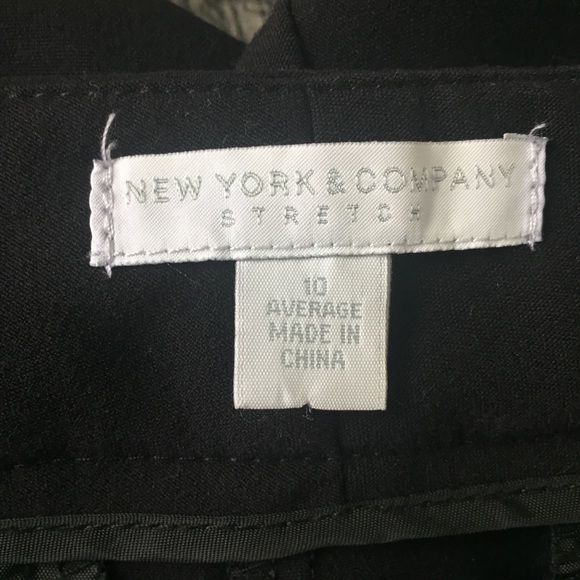 NEW YORK & COMPANY
STRETCH
10
AVERAGE
MADE IN
CHINA